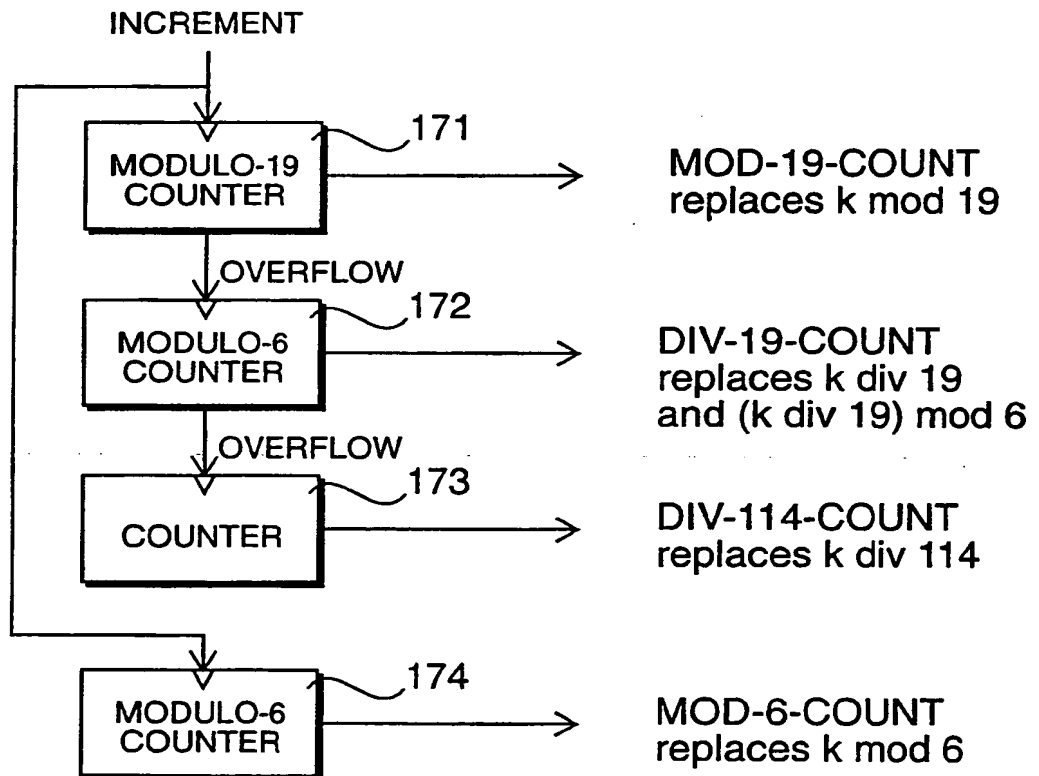 INCREMENT
171
MODULO-19
COUNTER
MOD-19-COUNT
replaces k mod 19
OVERFLOW
172
MODULO-6
COUNTER
DIV-19-COUNT
replaces k div 19
and (k div 19) mod 6
OVERFLOW
173
COUNTER
DIV-114-COUNT
replaces k div 114
174
MODULO-6
COUNTER
MOD-6-COUNT
replaces k mod 6